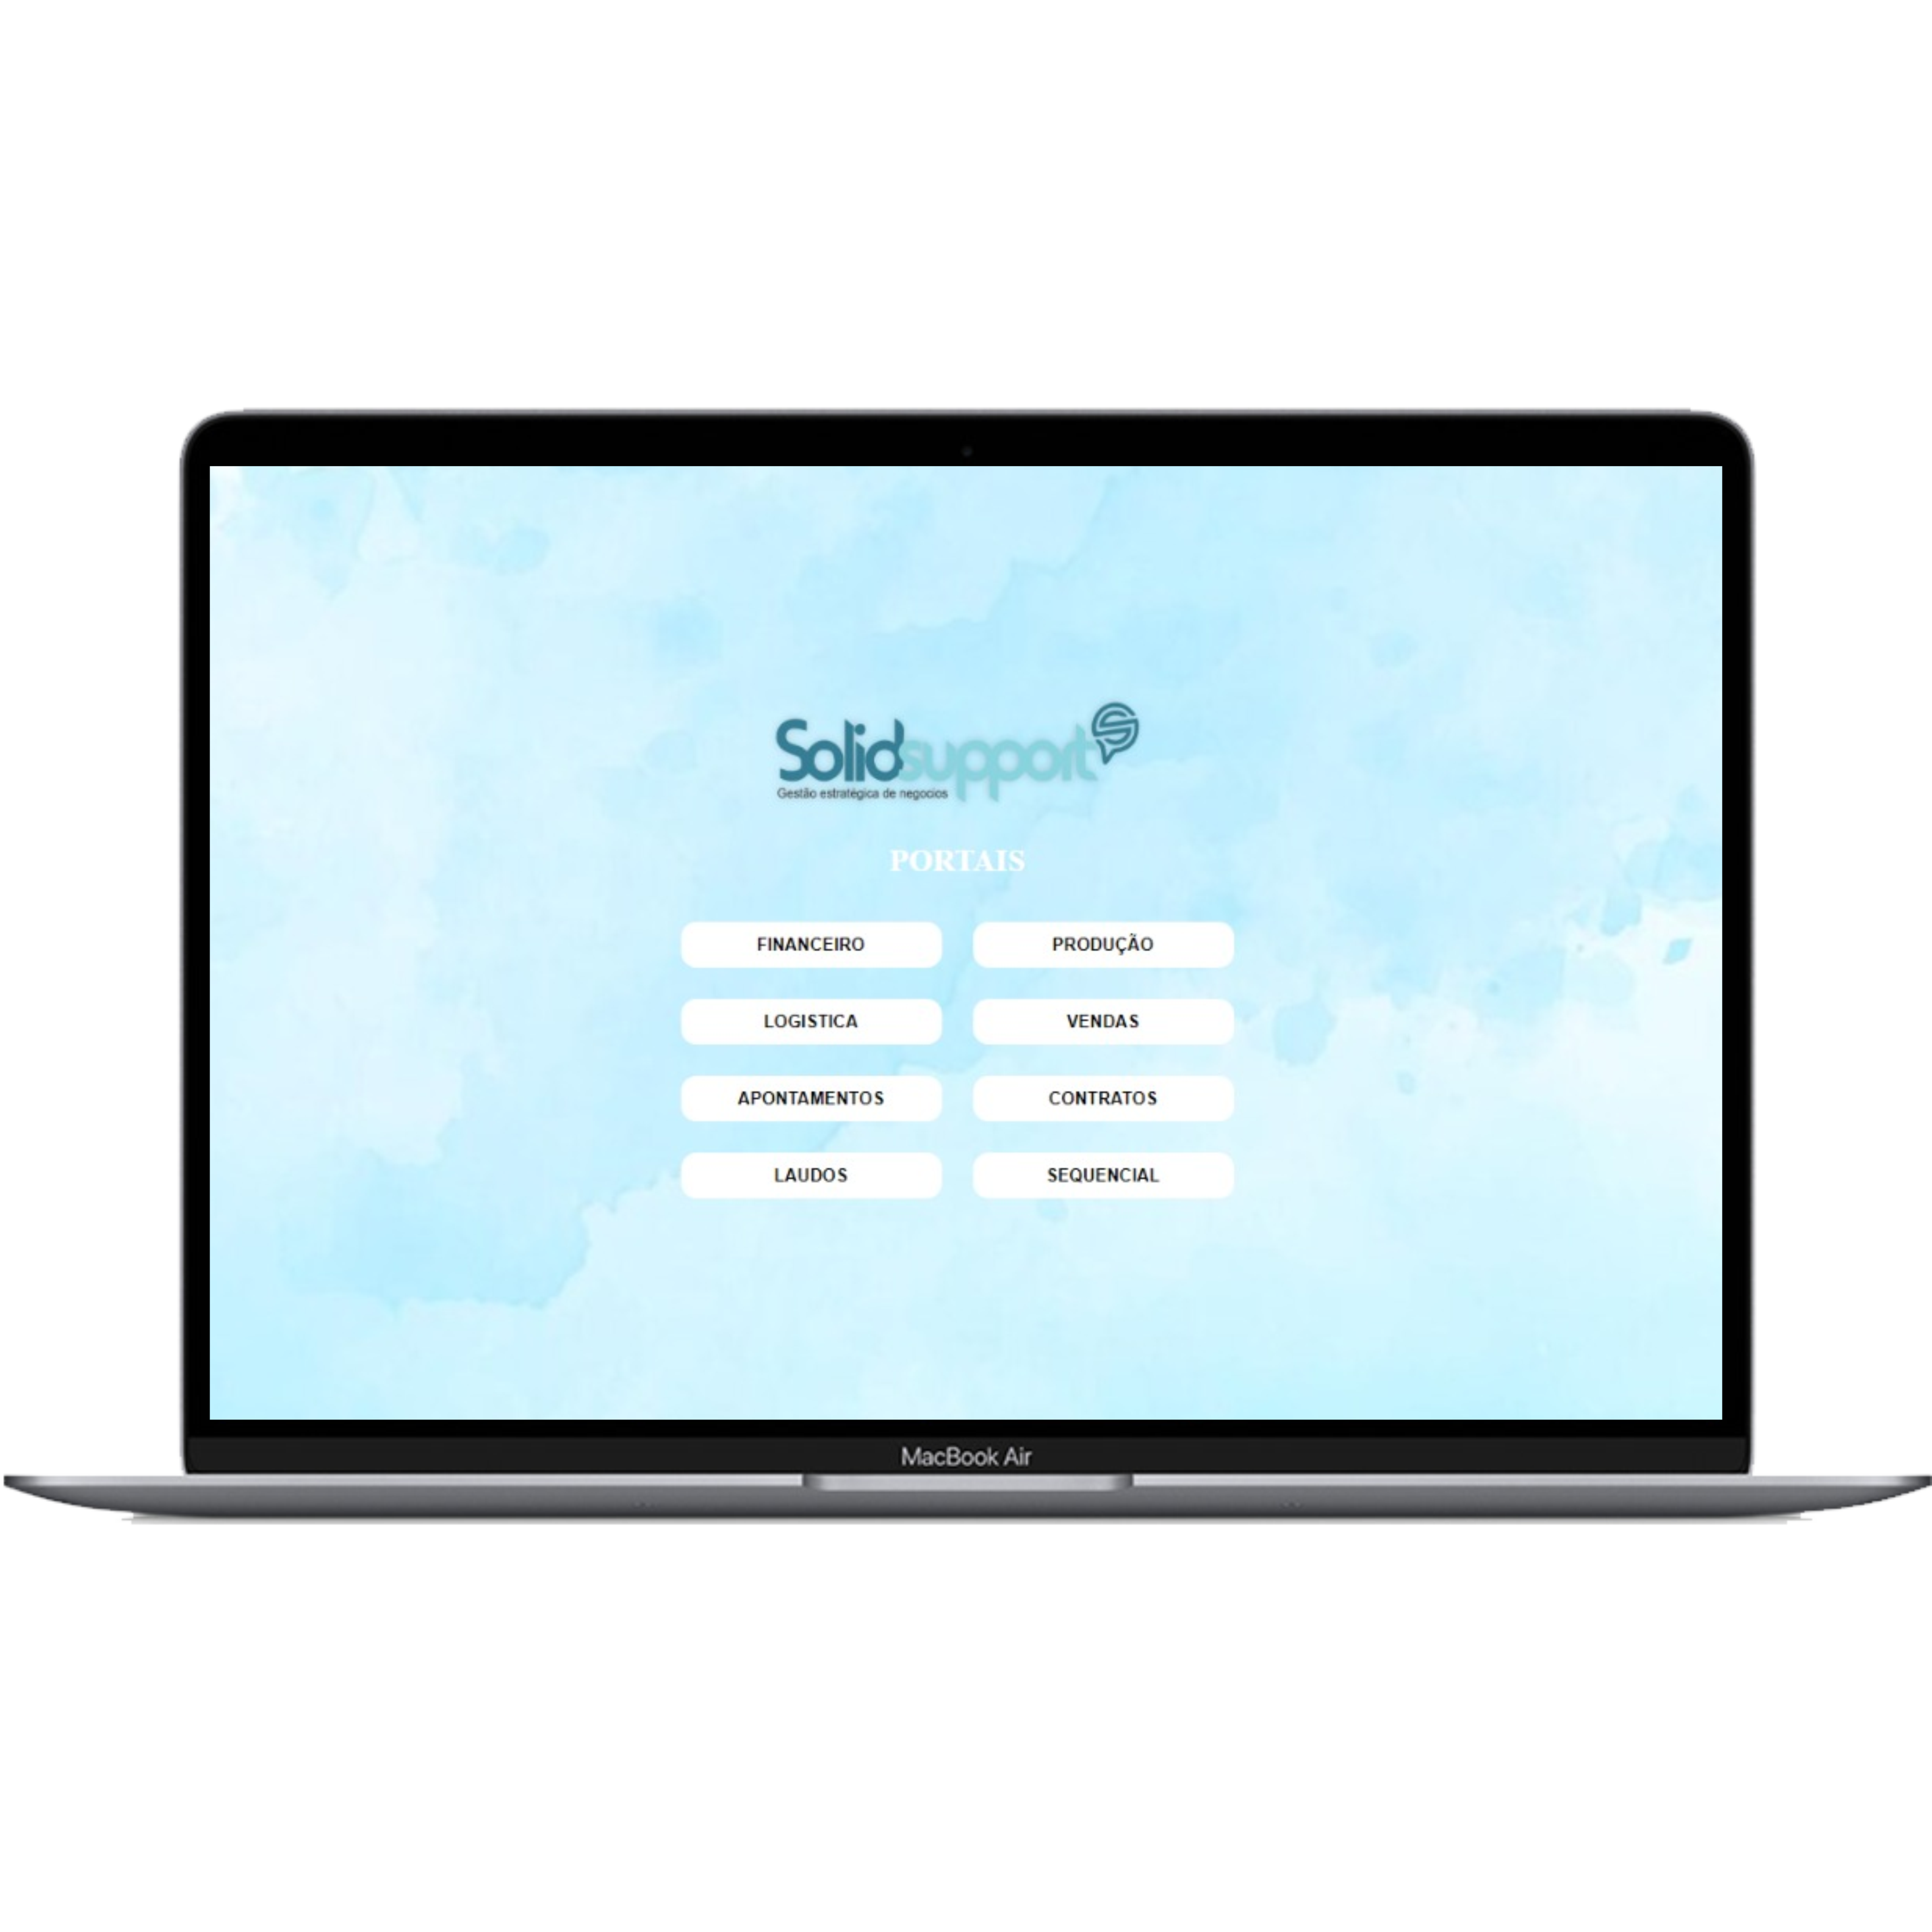 Solidsupport
Gestão estratégica de negocios
PORTAIS
FINANCEIRO PRODUÇÃO
LOGISTICA VENDAS
APONTAMENTOS CONTRATOS
LAUDOS SEQUENCIAL
MacBook Air